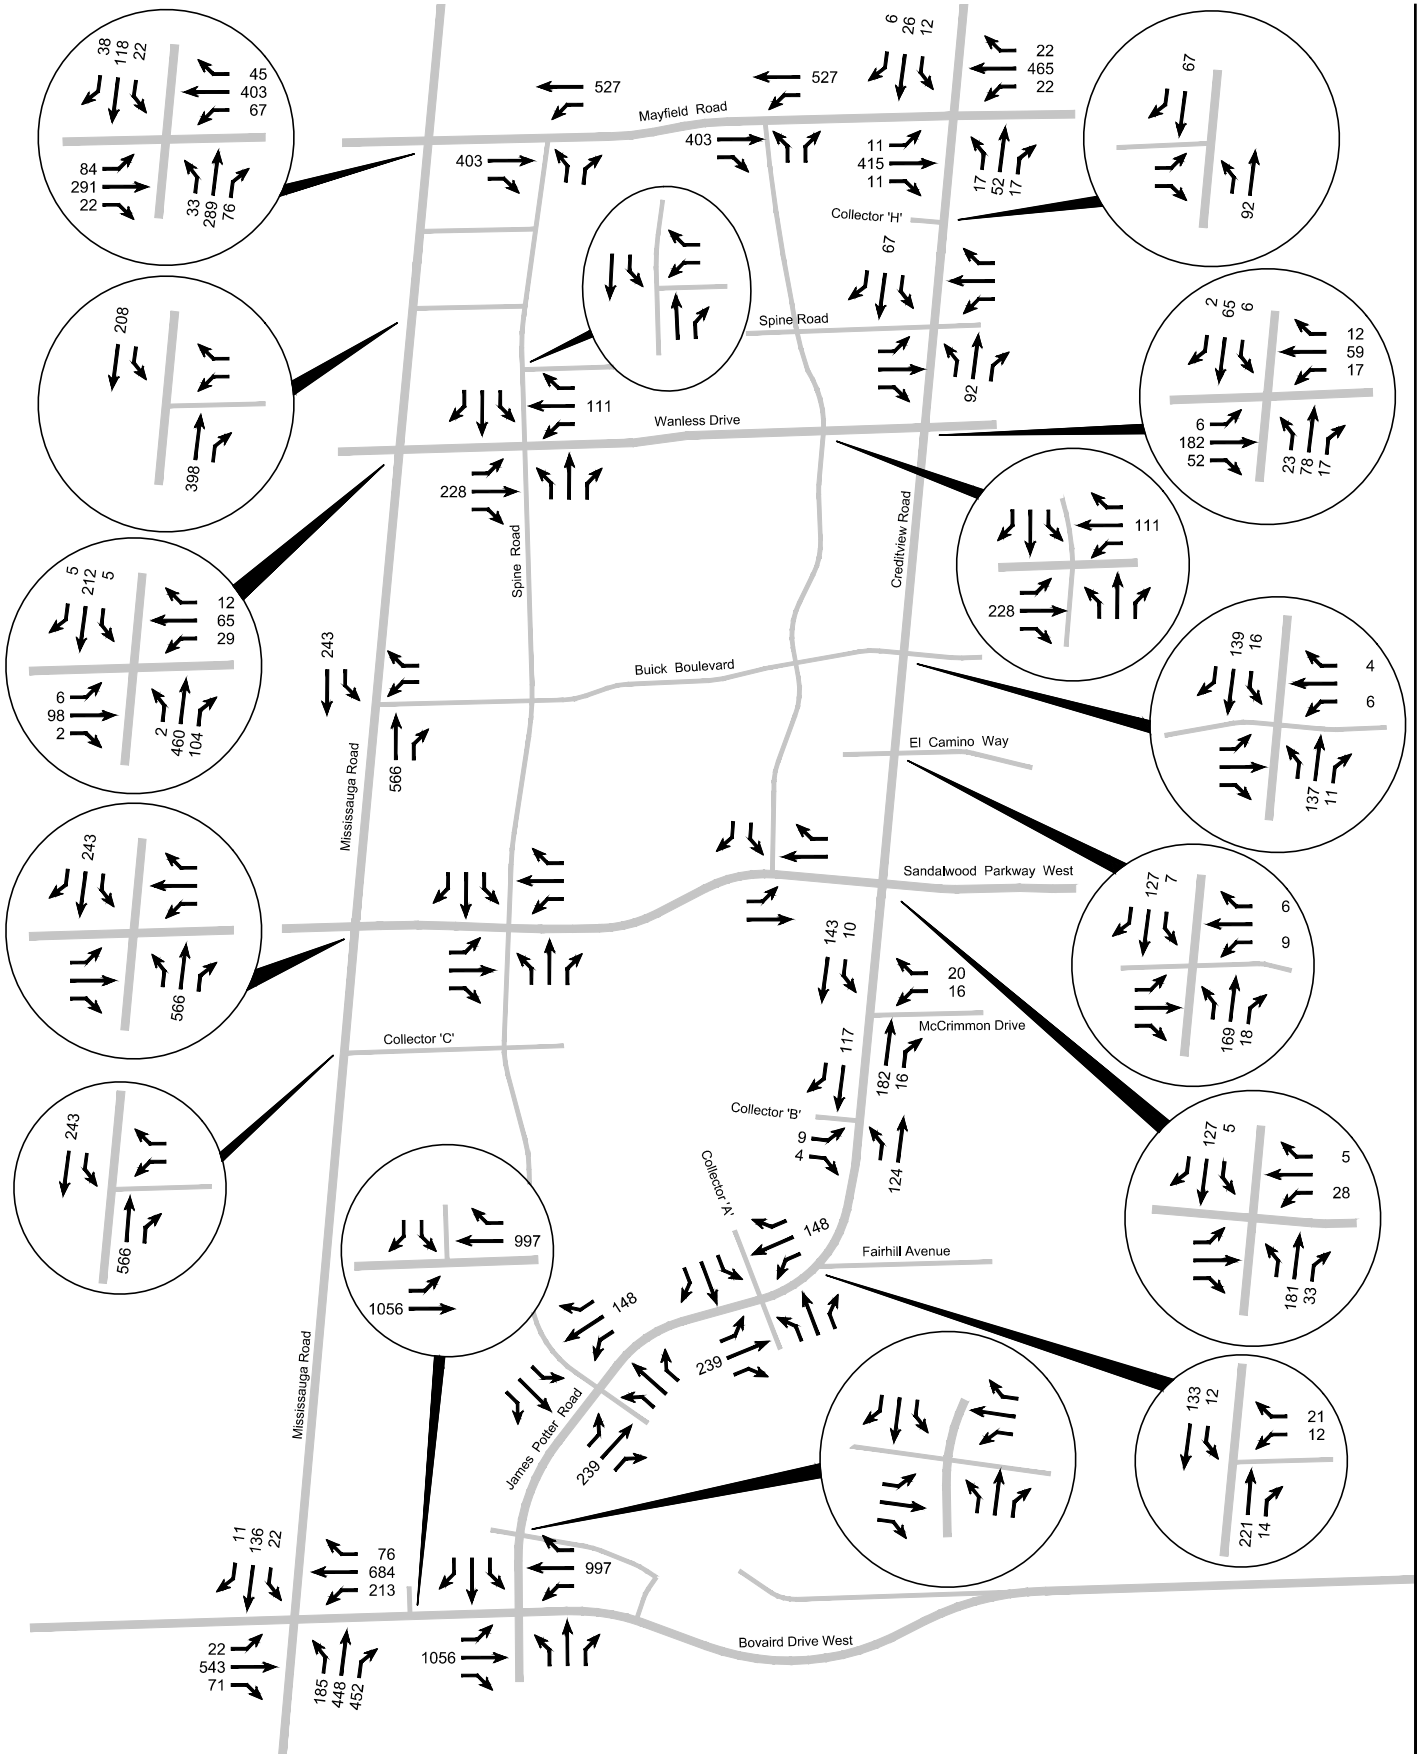 6 26 12
38 118 22
45
403
67
84
291
22
33 289 76
527
527
Mayfield Road
403
403
22
465
22
11
415
11
17 52 17
67
92
Collector 'H'
67
Spine Road
92
208
398
2 65 6
12
59
17
6
182
52
23 78 17
111
Wanless Drive
228
Spine Road
Creditview Road
111
228
5 212 5
12
65
29
6
98
2
2 460 104
243
566
Buick Boulevard
139 16
4
6
137 11
El Camino Way
Mississauga Road
243
566
Sandalwood Parkway West
127 7
6
9
169 18
143 10
20
16
McCrimmon Drive
182 16
Collector 'C'
117
Collector 'B'
9
4
124
243
566
127 5
5
28
181 33
Collector 'A'
148
Fairhill Avenue
239
997
1056
148
239
James Potter Road
Mississauga Road
133 12
21
12
221 14
11 136 22
76
684
213
22
543
71
185 448 452
997
1056
Bovaird Drive West